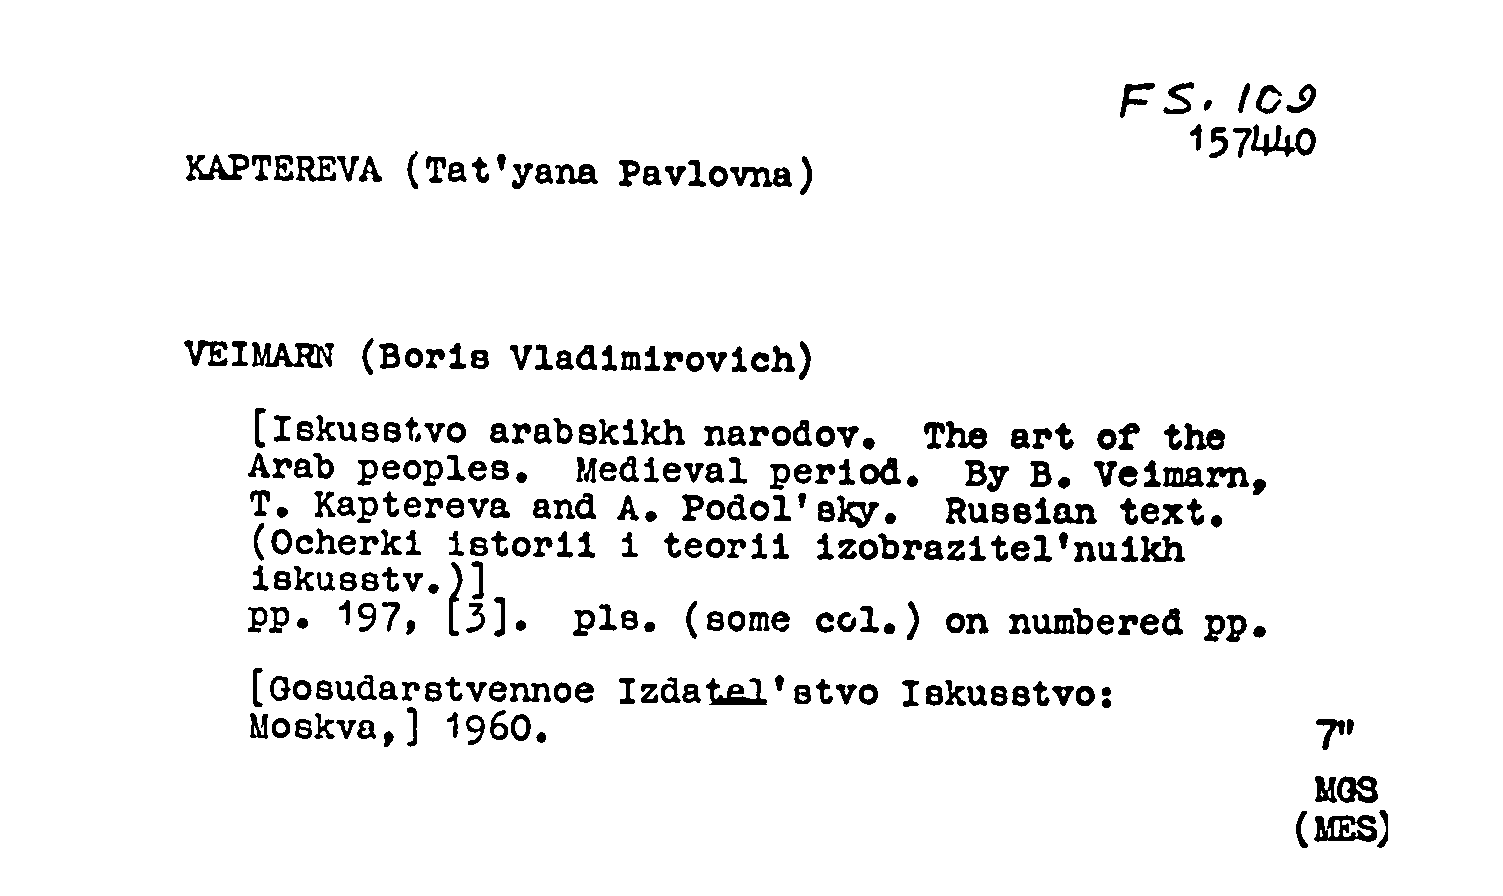 FS. 109
157440
KAPTEREVA (Tat'yana Pavlovna)
VEIMARN (Boris Vladimirovich)
[Iskusstvo arabskikh narodov. The art of the
Arab peoples. Medieval period. By B. Veimarn,
T. Kaptereva and A. Podol'sky. Russian text.
(Ocherki istorii i teorii izobrazitel'nuikh
iskusstv.)]
pp. 197, [3]. pls. (some col.) on numbered pp.
[Gosudarstvennoe Izdatel'stvo Iskusstvo:
Moskva,] 1960.
7"
MGS
(MES)